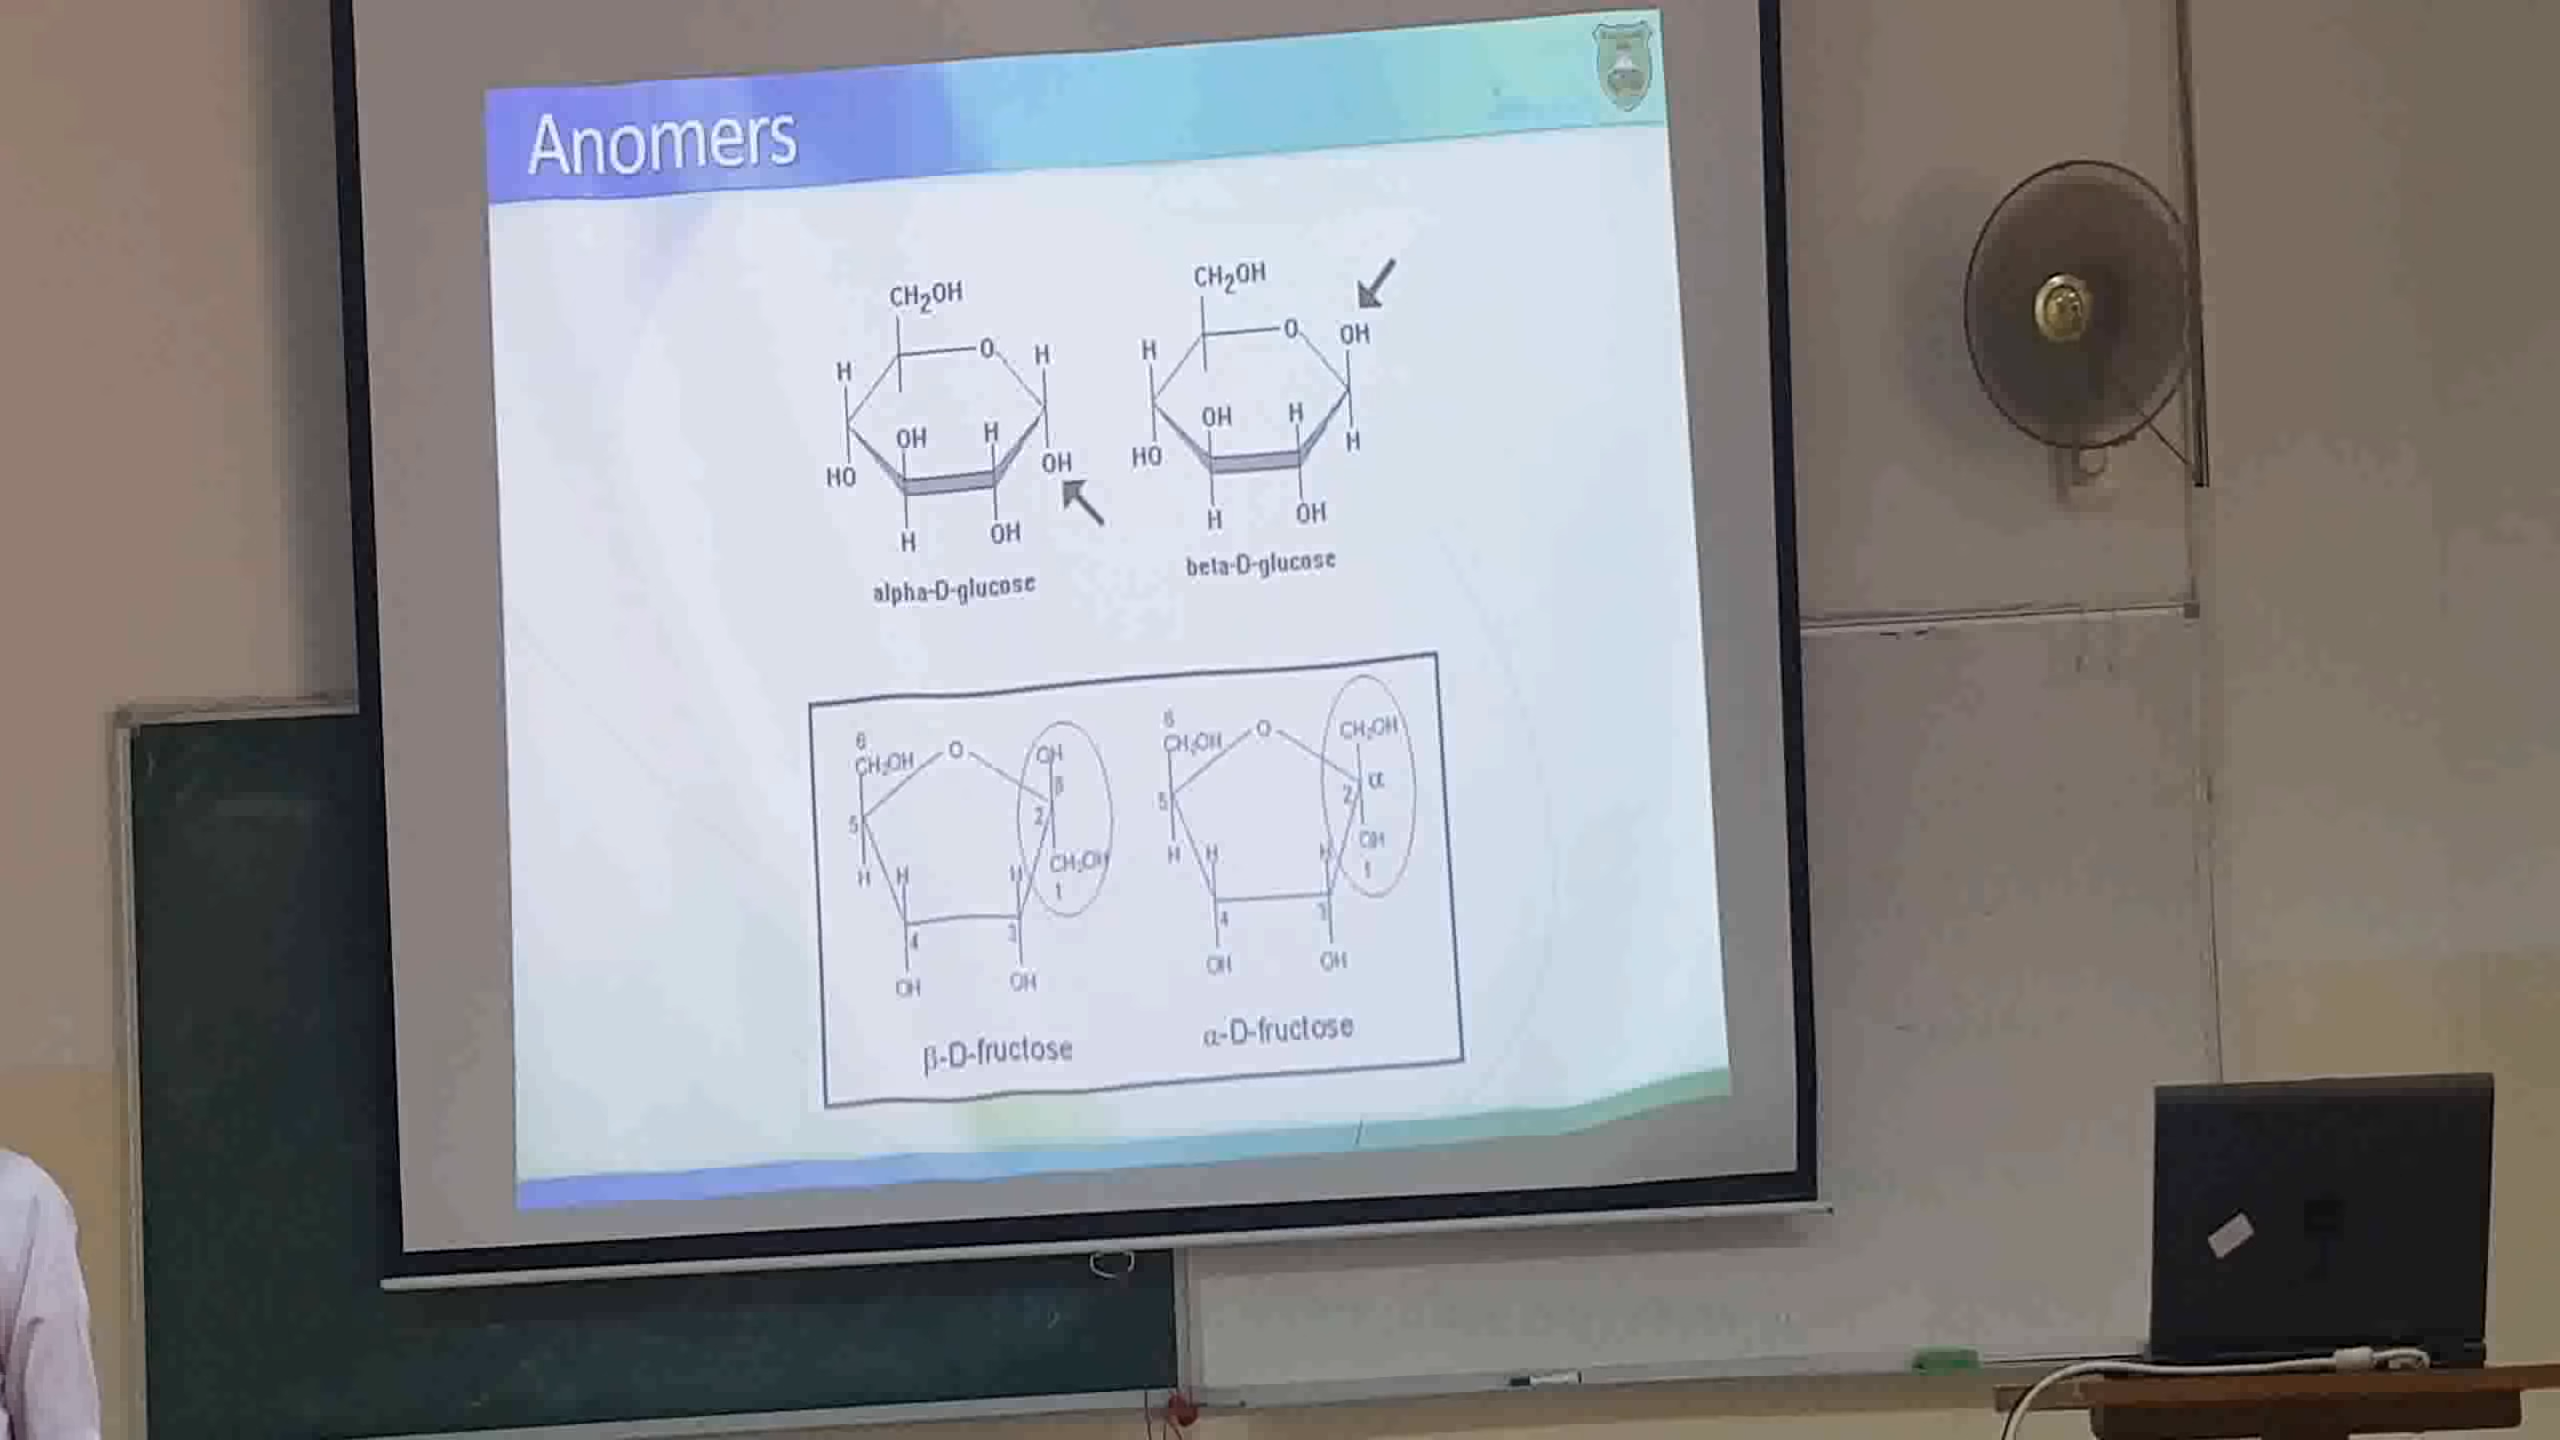 Anomers
CH2OH
O
H
H
OH
H
HO
OH
H
OH
alpha-D-glucose
CH2OH
O
OH
H
OH
H
HO
H
H
OH
beta-D-glucose
6
CH2OH
O
OH
β
5
2
H
H
H
CH2OH
1
4
3
OH
OH
β-D-fructose
6
CH2OH
O
CH2OH
α
5
2
OH
H
H
H
1
4
3
OH
OH
α-D-fructose